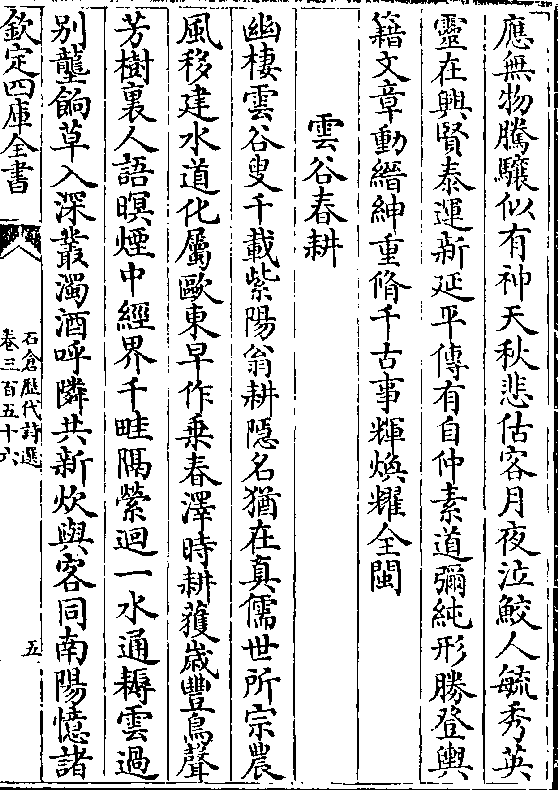 應無物騰驤似有神天秋悲估客月夜泣鮫人毓秀英
靈在興賢泰運新延平傳有自仲素道彌純形勝登輿
籍文章動縉紳重脩千古事輝煥耀全閩
雲谷春耕
幽棲雲谷叟千載紫陽翁耕隱名猶在真儒世所宗農
風移建水道化屬歐東早作乗春澤時耕獲歲豐鳥聲
芳樹裏人語暝煙中經界千畦隔縈迴一水通耨雲過
别壟餉草入深叢濁酒呼隣共新炊與客同南陽憶諸
欽定四庫全書
石倉歷代詩選
卷三百五十六
五